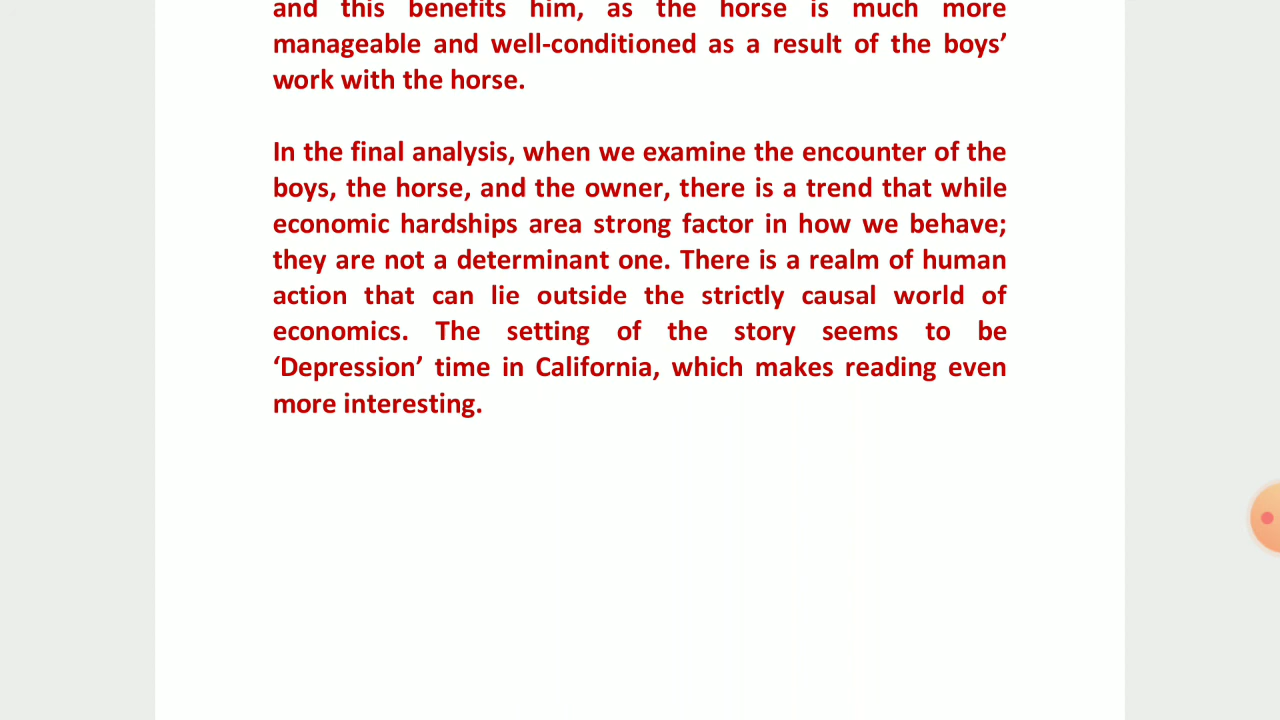 and this benefits him, as the horse is much more
manageable and well-conditioned as a result of the boys’
work with the horse.
In the final analysis, when we examine the encounter of the
boys, the horse, and the owner, there is a trend that while
economic hardships area strong factor in how we behave;
they are not a determinant one. There is a realm of human
action that can lie outside the strictly causal world of
economics. The setting of the story seems to be
‘Depression’ time in California, which makes reading even
more interesting.